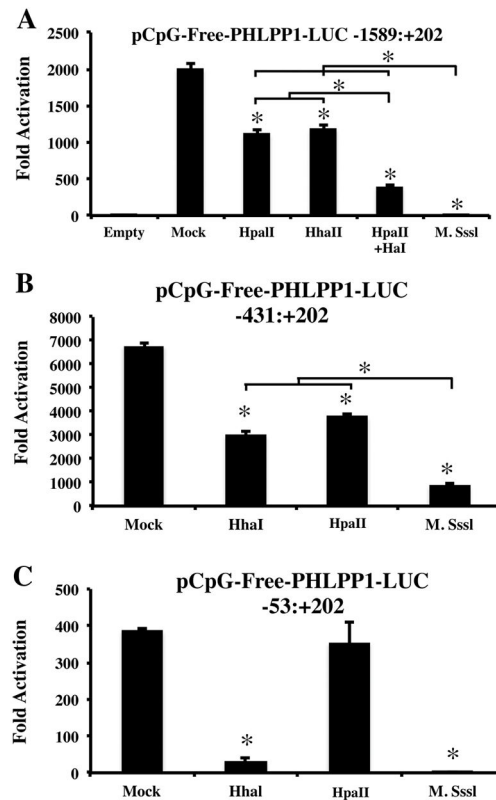 A
pCpG-Free-PHLPP1-LUC -1589:+202
Fold Activation
2500
2000
1500
1000
500
0
* * * * * *
Empty Mock HpaII HhaII HpaII +HaI M. SssI
B
pCpG-Free-PHLPP1-LUC
-431:+202
Fold Activation
8000
7000
6000
5000
4000
3000
2000
1000
0
* * * *
Mock HhaI HpaII M. SssI
C
pCpG-Free-PHLPP1-LUC
-53:+202
Fold Activation
500
400
300
200
100
0
* *
Mock HhaI HpaII M. SssI